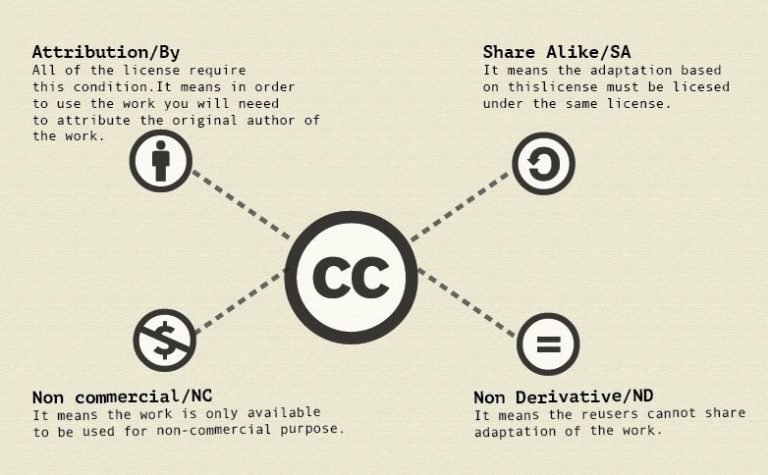 Attribution/By
All of the license require
this condition.It means in order
to use the work you will neeed
to attribute the original author of
the work.
Share Alike/SA
It means the adaptation based
on thislicense must be licesed
under the same license.
CC
$
=
Non commercial/NC
It means the work is only available
to be used for non-commercial purpose.
Non Derivative/ND
It means the reusers cannot share
adaptation of the work.